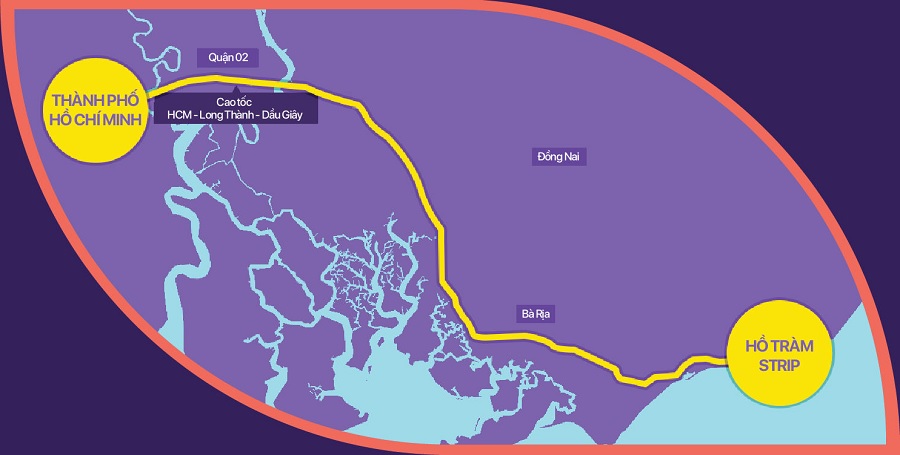 Quận 02
THÀNH PHỐ
HỒ CHÍ MINH
Cao tốc
HCM - Long Thành - Dầu Giây
Đồng Nai
Bà Rịa
HỒ TRÀM
STRIP